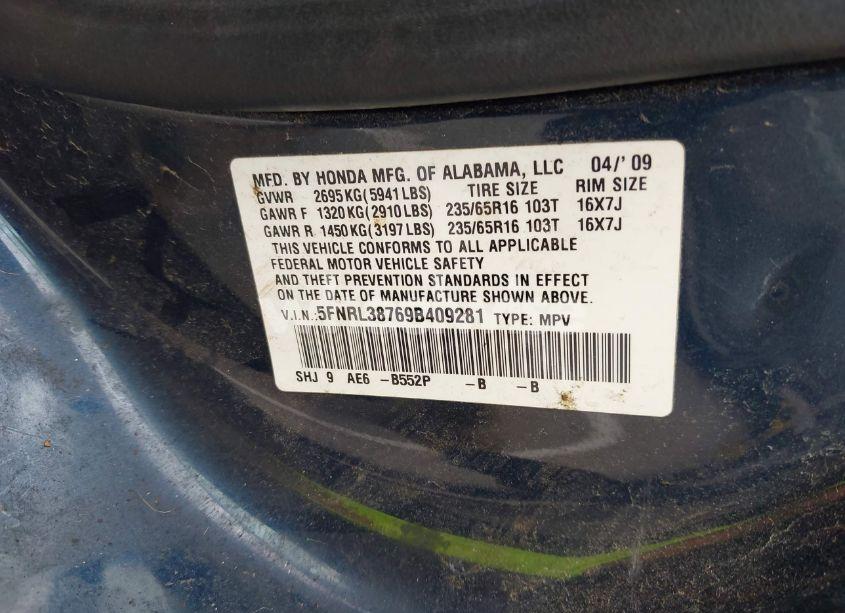 MFD. BY HONDA MFG. OF ALABAMA, LLC 04/'09
GVWR 2695KG(5941LBS) TIRE SIZE RIM SIZE
GAWR F 1320KG(2910LBS) 235/65R16 103T 16X7J
GAWR R 1450KG(3197LBS) 235/65R16 103T 16X7J
THIS VEHICLE CONFORMS TO ALL APPLICABLE
FEDERAL MOTOR VEHICLE SAFETY
AND THEFT PREVENTION STANDARDS IN EFFECT
ON THE DATE OF MANUFACTURE SHOWN ABOVE.
V.I.N.:5FNRL38769B409281 TYPE: MPV
SHJ 9 AE6 -B552P -B -B